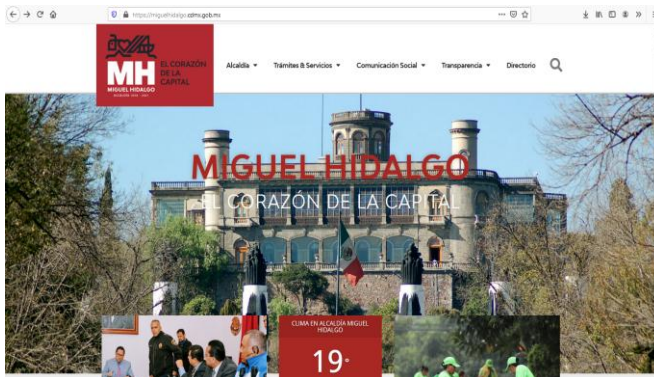 https://miguelhidalgo.cdmx.gob.mx
MH
MIGUEL HIDALGO
EL CORAZÓN
DE LA
CAPITAL
Alcaldía
Trámites & Servicios
Comunicación Social
Transparencia
Directorio
MIGUEL HIDALGO
EL CORAZÓN DE LA CAPITAL
CLIMA EN ALCALDÍA MIGUEL
HIDALGO
19°